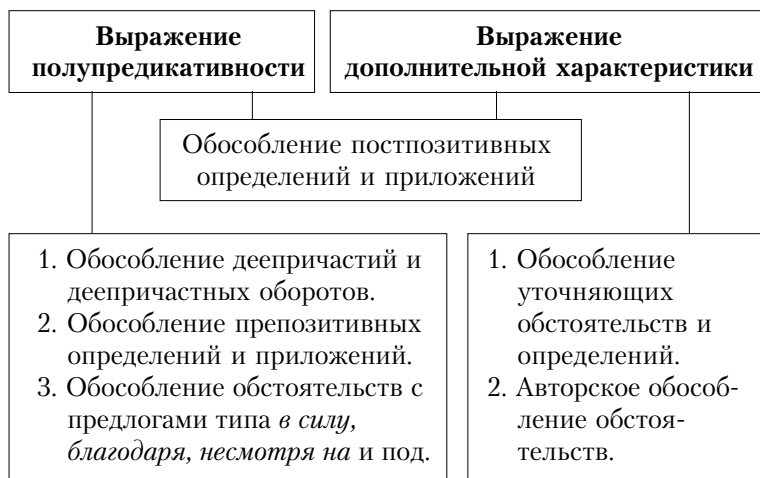 Выражение
полупредикативности
Выражение
дополнительной характеристики
Обособление постпозитивных
определений и приложений
1. Обособление деепричастий и
деепричастных оборотов.
2. Обособление препозитивных
определений и приложений.
3. Обособление обстоятельств с
предлогами типа в силу,
благодаря, несмотря на и под.
1. Обособление
уточняющих
обстоятельств и
определений.
2. Авторское обособ-
ление обстоя-
тельств.